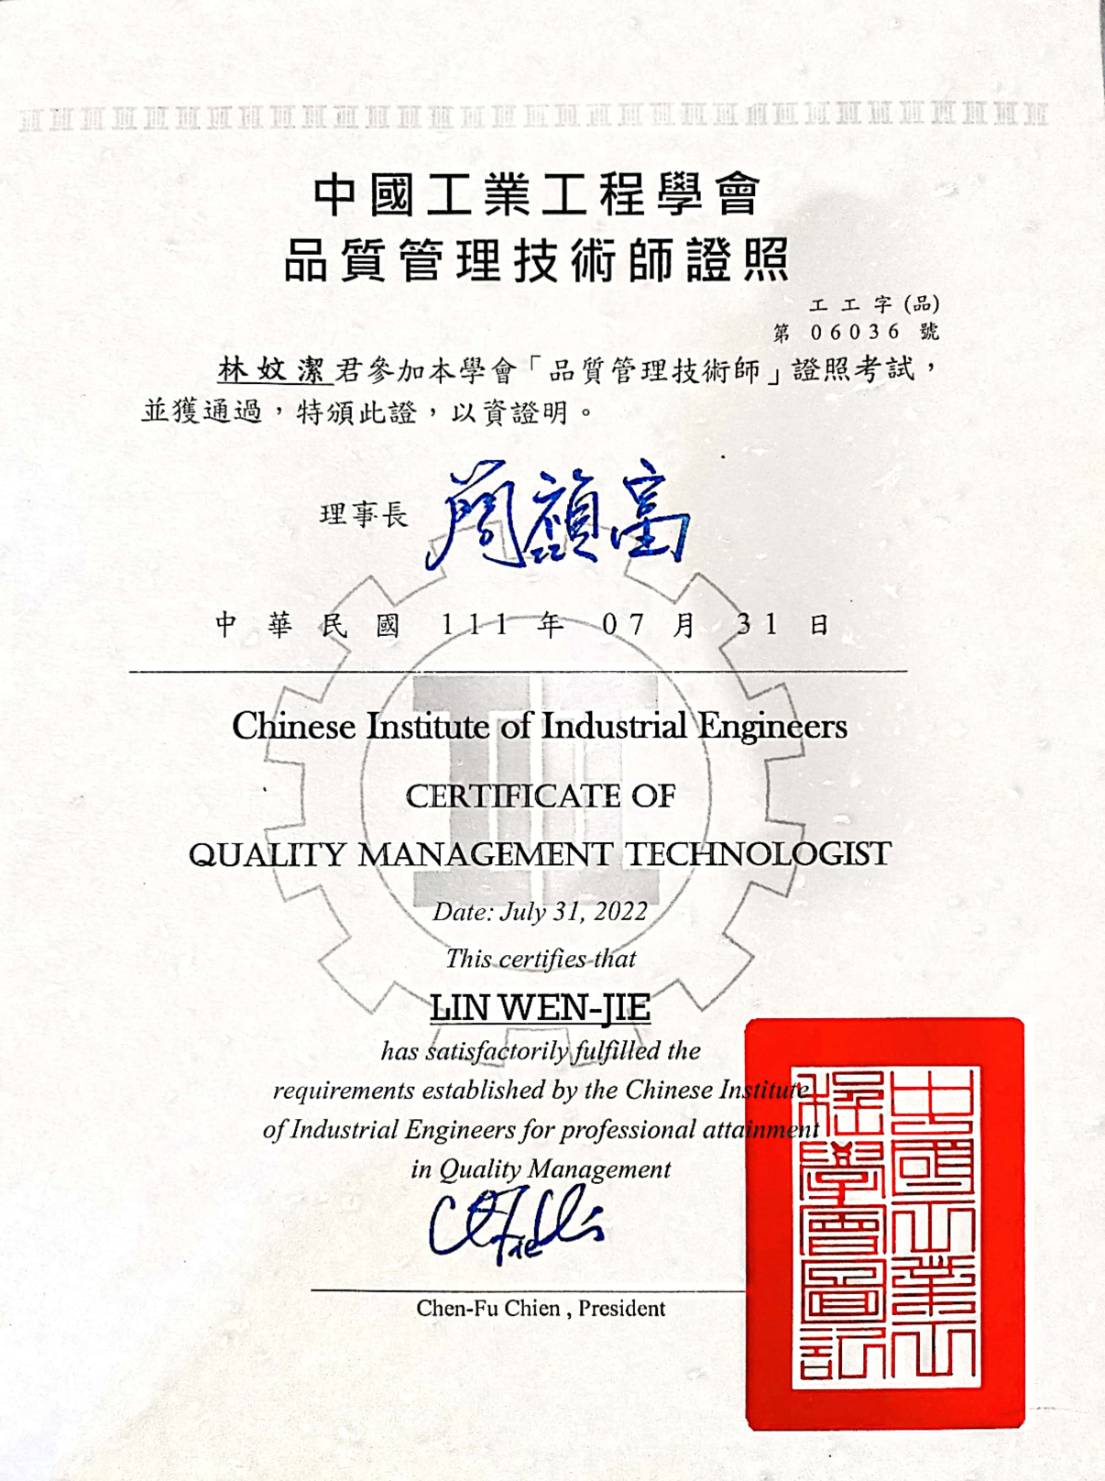 中國工業工程學會
品質管理技術師證照
工工字(品)
第 06036 號
林妏潔君參加本學會「品質管理技術師」證照考試，
並獲通過，特頒此證，以資證明。
理事長 簡禎富
中華民國 111 年 07 月 31 日
Chinese Institute of Industrial Engineers
CERTIFICATE OF
QUALITY MANAGEMENT TECHNOLOGIST
Date: July 31, 2022
This certifies that
LIN WEN-JIE
has satisfactorily fulfilled the
requirements established by the Chinese Institute
of Industrial Engineers for professional attainment
in Quality Management
Chen-Fu Chien , President
中國工業工
程學會圖記